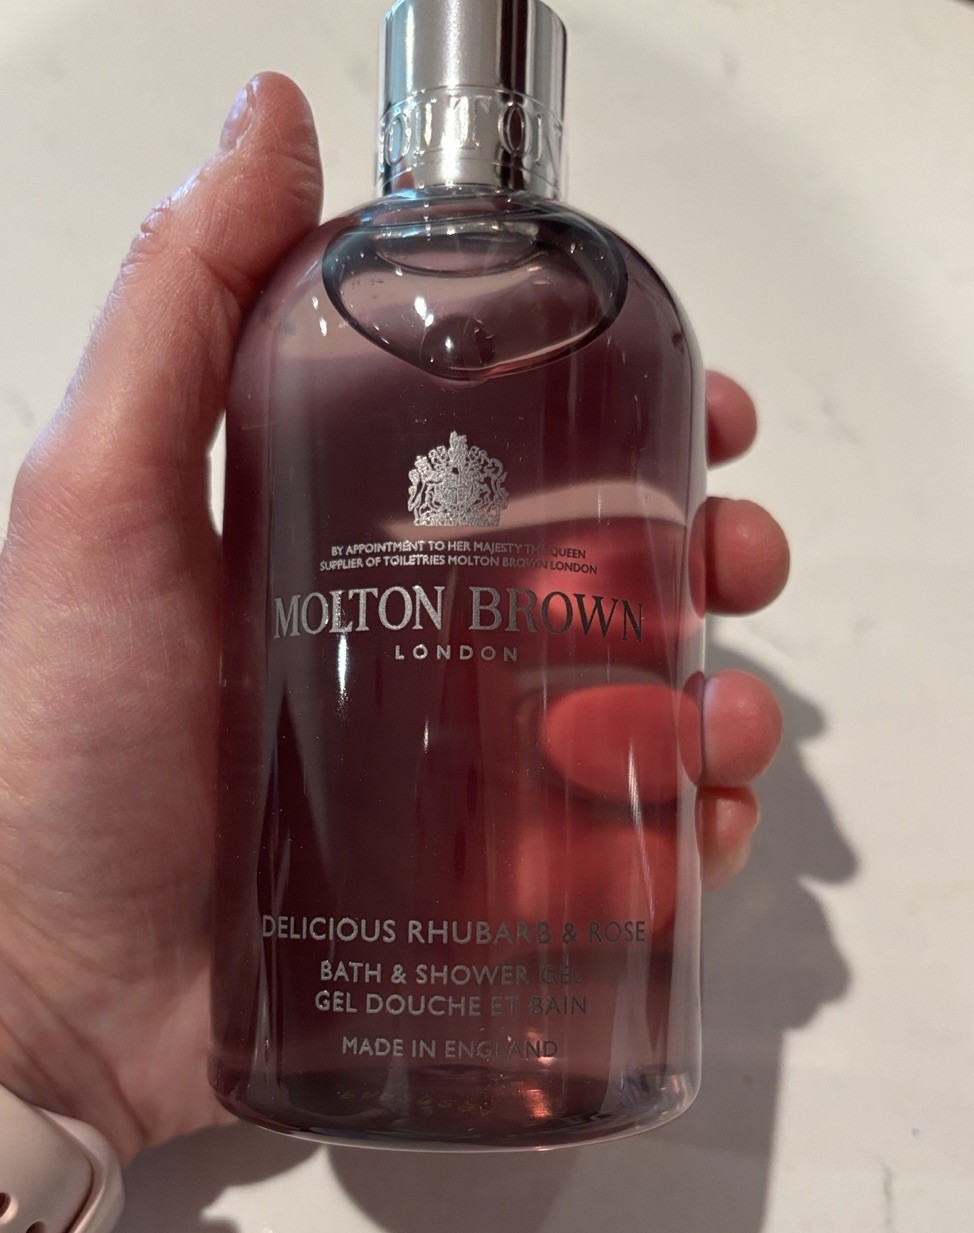 OLTON
BY APPOINTMENT TO HER MAJESTY THE QUEEN
SUPPLIER OF TOILETRIES MOLTON BROWN LONDON
MOLTON BROWN
LONDON
DELICIOUS RHUBARB & ROSE
BATH & SHOWER GEL
GEL DOUCHE ET BAIN
MADE IN ENGLAND